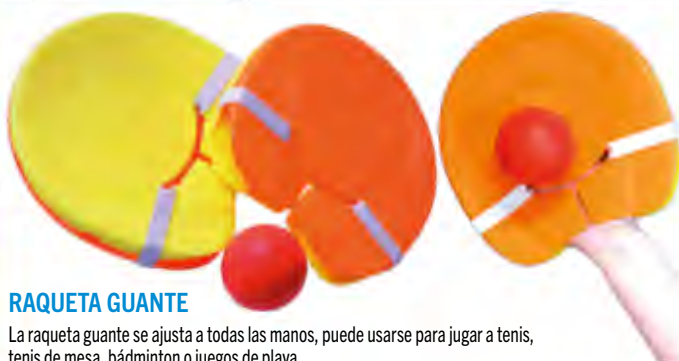 RAQUETA GUANTE
La raqueta guante se ajusta a todas las manos, puede usarse para jugar a tenis,
tenis de mesa, bádminton o juegos de playa